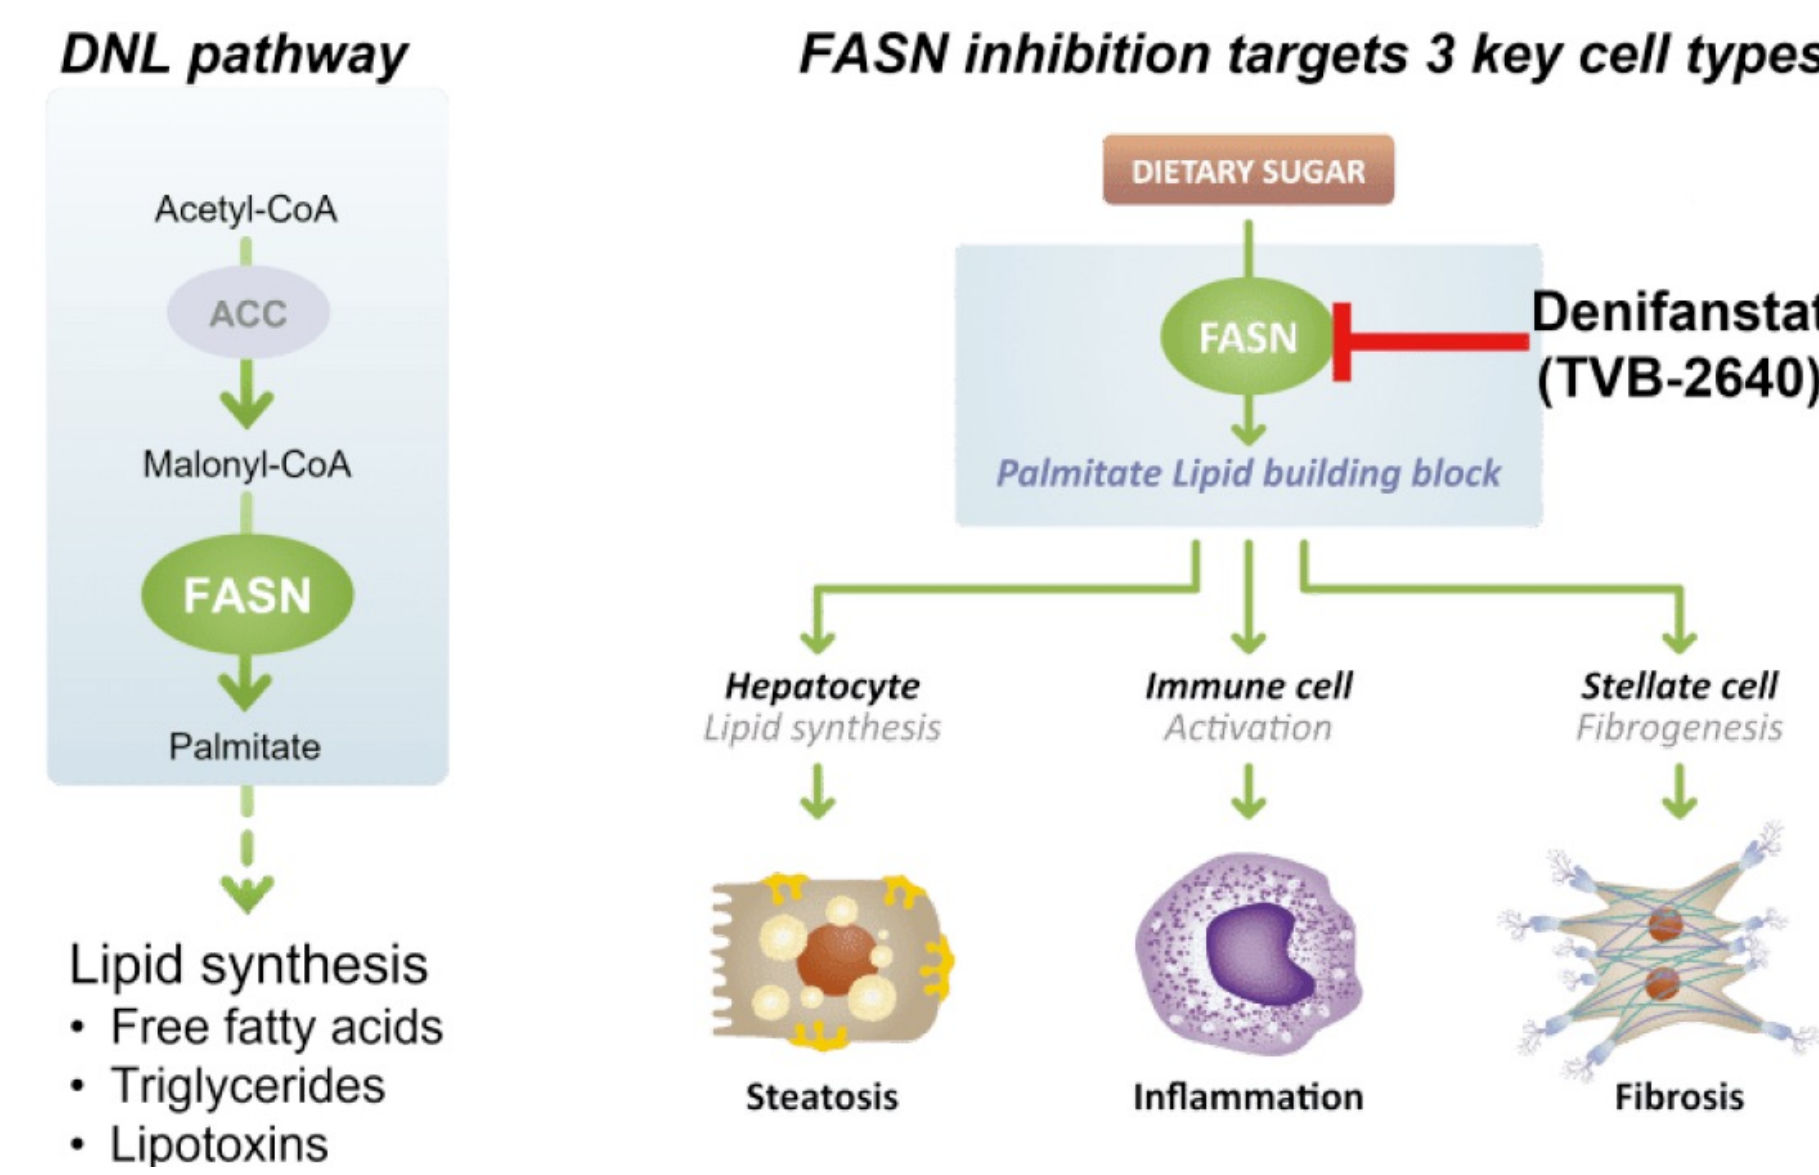 DNL pathway
Acetyl-CoA
ACC
Malonyl-CoA
FASN
Palmitate
Lipid synthesis
• Free fatty acids
• Triglycerides
• Lipotoxins
FASN inhibition targets 3 key cell types
DIETARY SUGAR
FASN
Denifanstat
(TVB-2640)
Palmitate Lipid building block
Hepatocyte
Lipid synthesis
Steatosis
Immune cell
Activation
Inflammation
Stellate cell
Fibrogenesis
Fibrosis